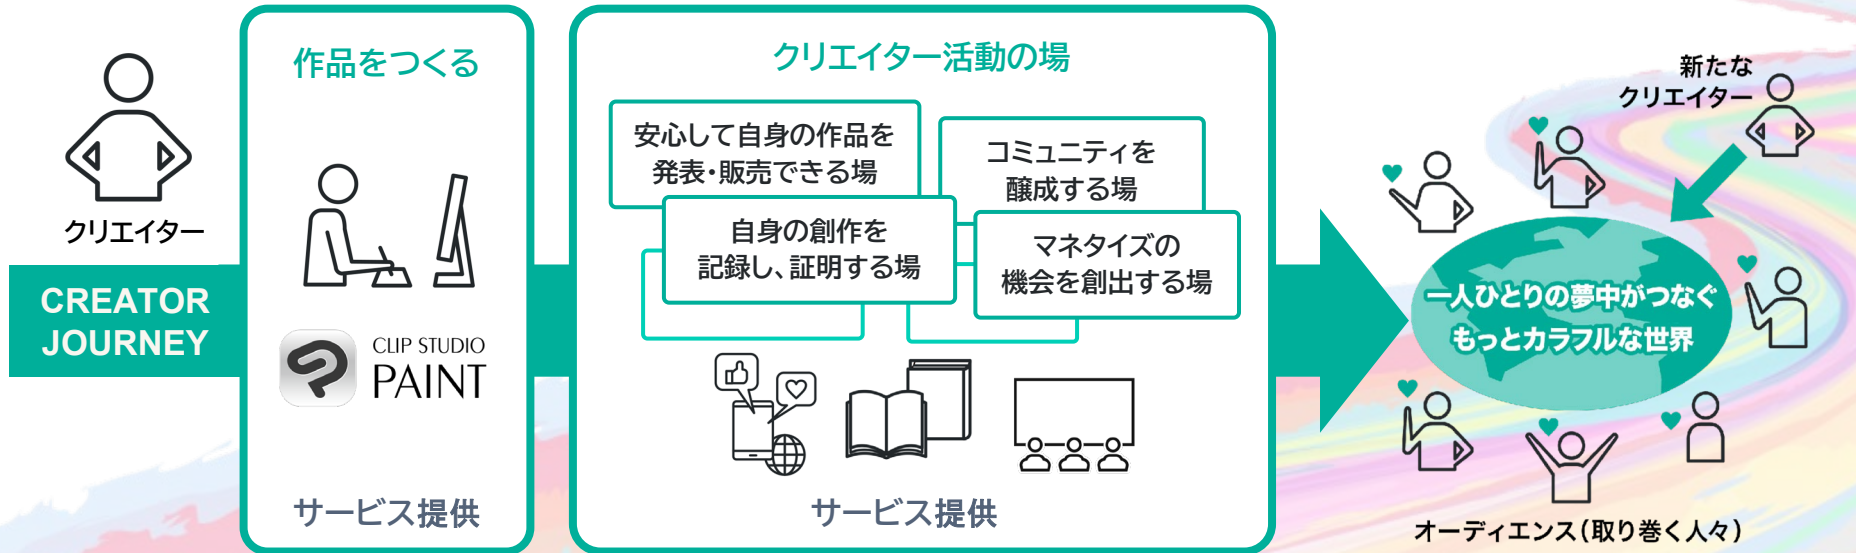 クリエイター
CREATOR
JOURNEY
作品をつくる
CLIP STUDIO
PAINT
サービス提供
クリエイター活動の場
安心して自身の作品を
発表・販売できる場
コミュニティを
醸成する場
自身の創作を
記録し、証明する場
マネタイズの
機会を創出する場
サービス提供
新たな
クリエイター
一人ひとりの夢中がつなぐ
もっとカラフルな世界
オーディエンス(取り巻く人々)